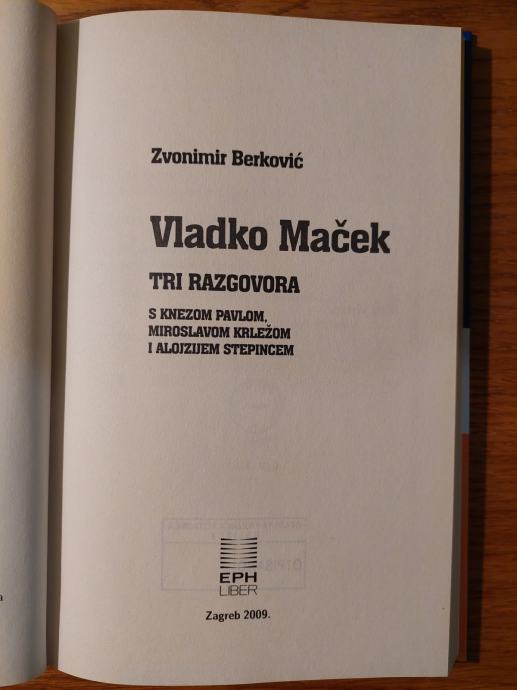 Zvonimir Berković
Vladko Maček
TRI RAZGOVORA
S KNEZOM PAVLOM,
MIROSLAVOM KRLEŽOM
I ALOJZIJEM STEPINCEM
EPH
LIBER
Zagreb 2009.
a